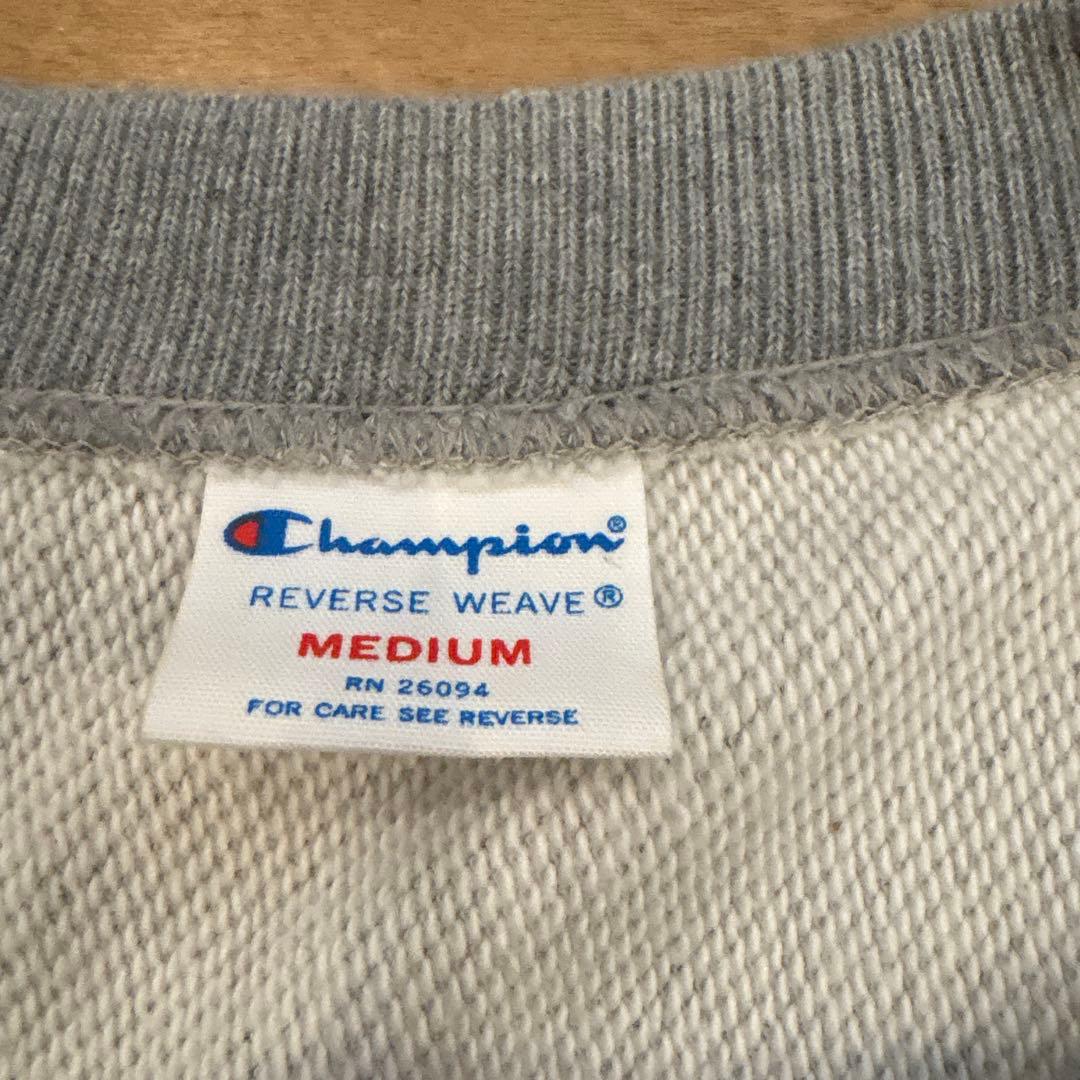 Champion®
REVERSE WEAVE®
MEDIUM
RN 26094
FOR CARE SEE REVERSE